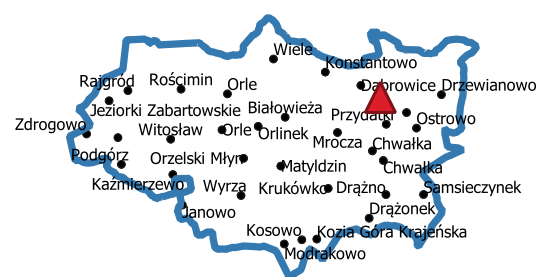 Wiele
Konstantowo
Rajgród
Rościmin
Orle
Dąbrowice
Drzewianowo
Jeziorki Zabartowskie
Białowieża
Przydatki
Ostrowo
Zdrogowo
Witosław
Orle
Orlinek
Mrocza
Chwałka
Podgórz
Orzelski Młyn
Matyldzin
Chwałka
Kaźmierzewo
Wyrza
Krukówko
Drążno
Samsieczynek
Janowo
Drążonek
Kosowo
Kozia Góra Krajeńska
Modrakowo